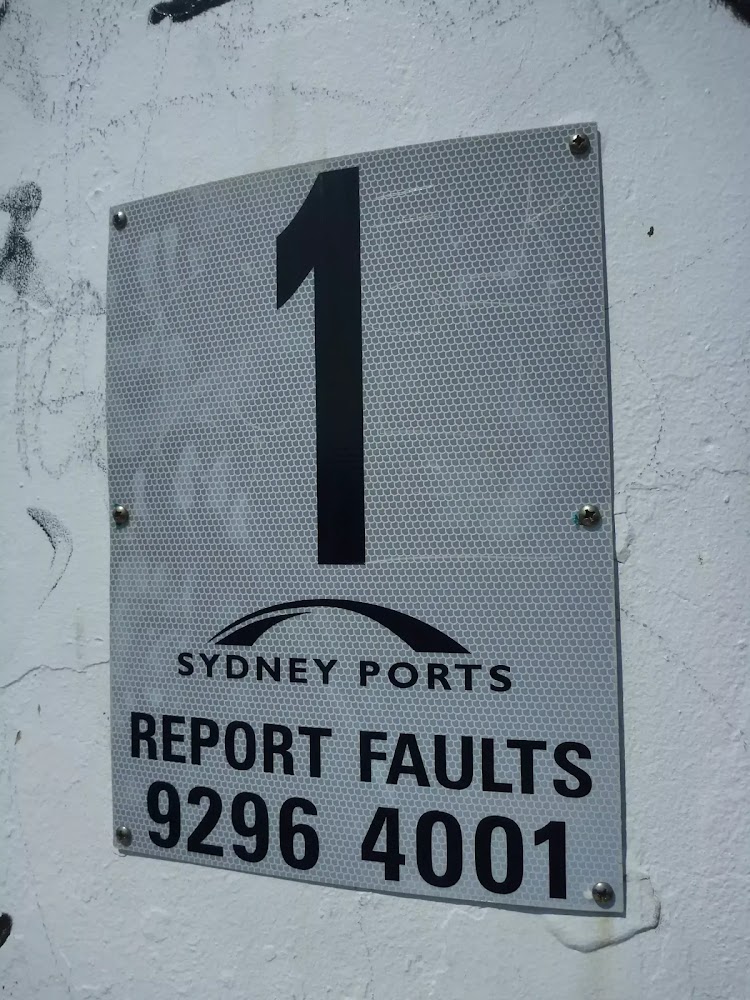 1
SYDNEY PORTS
REPORT FAULTS
9296 4001